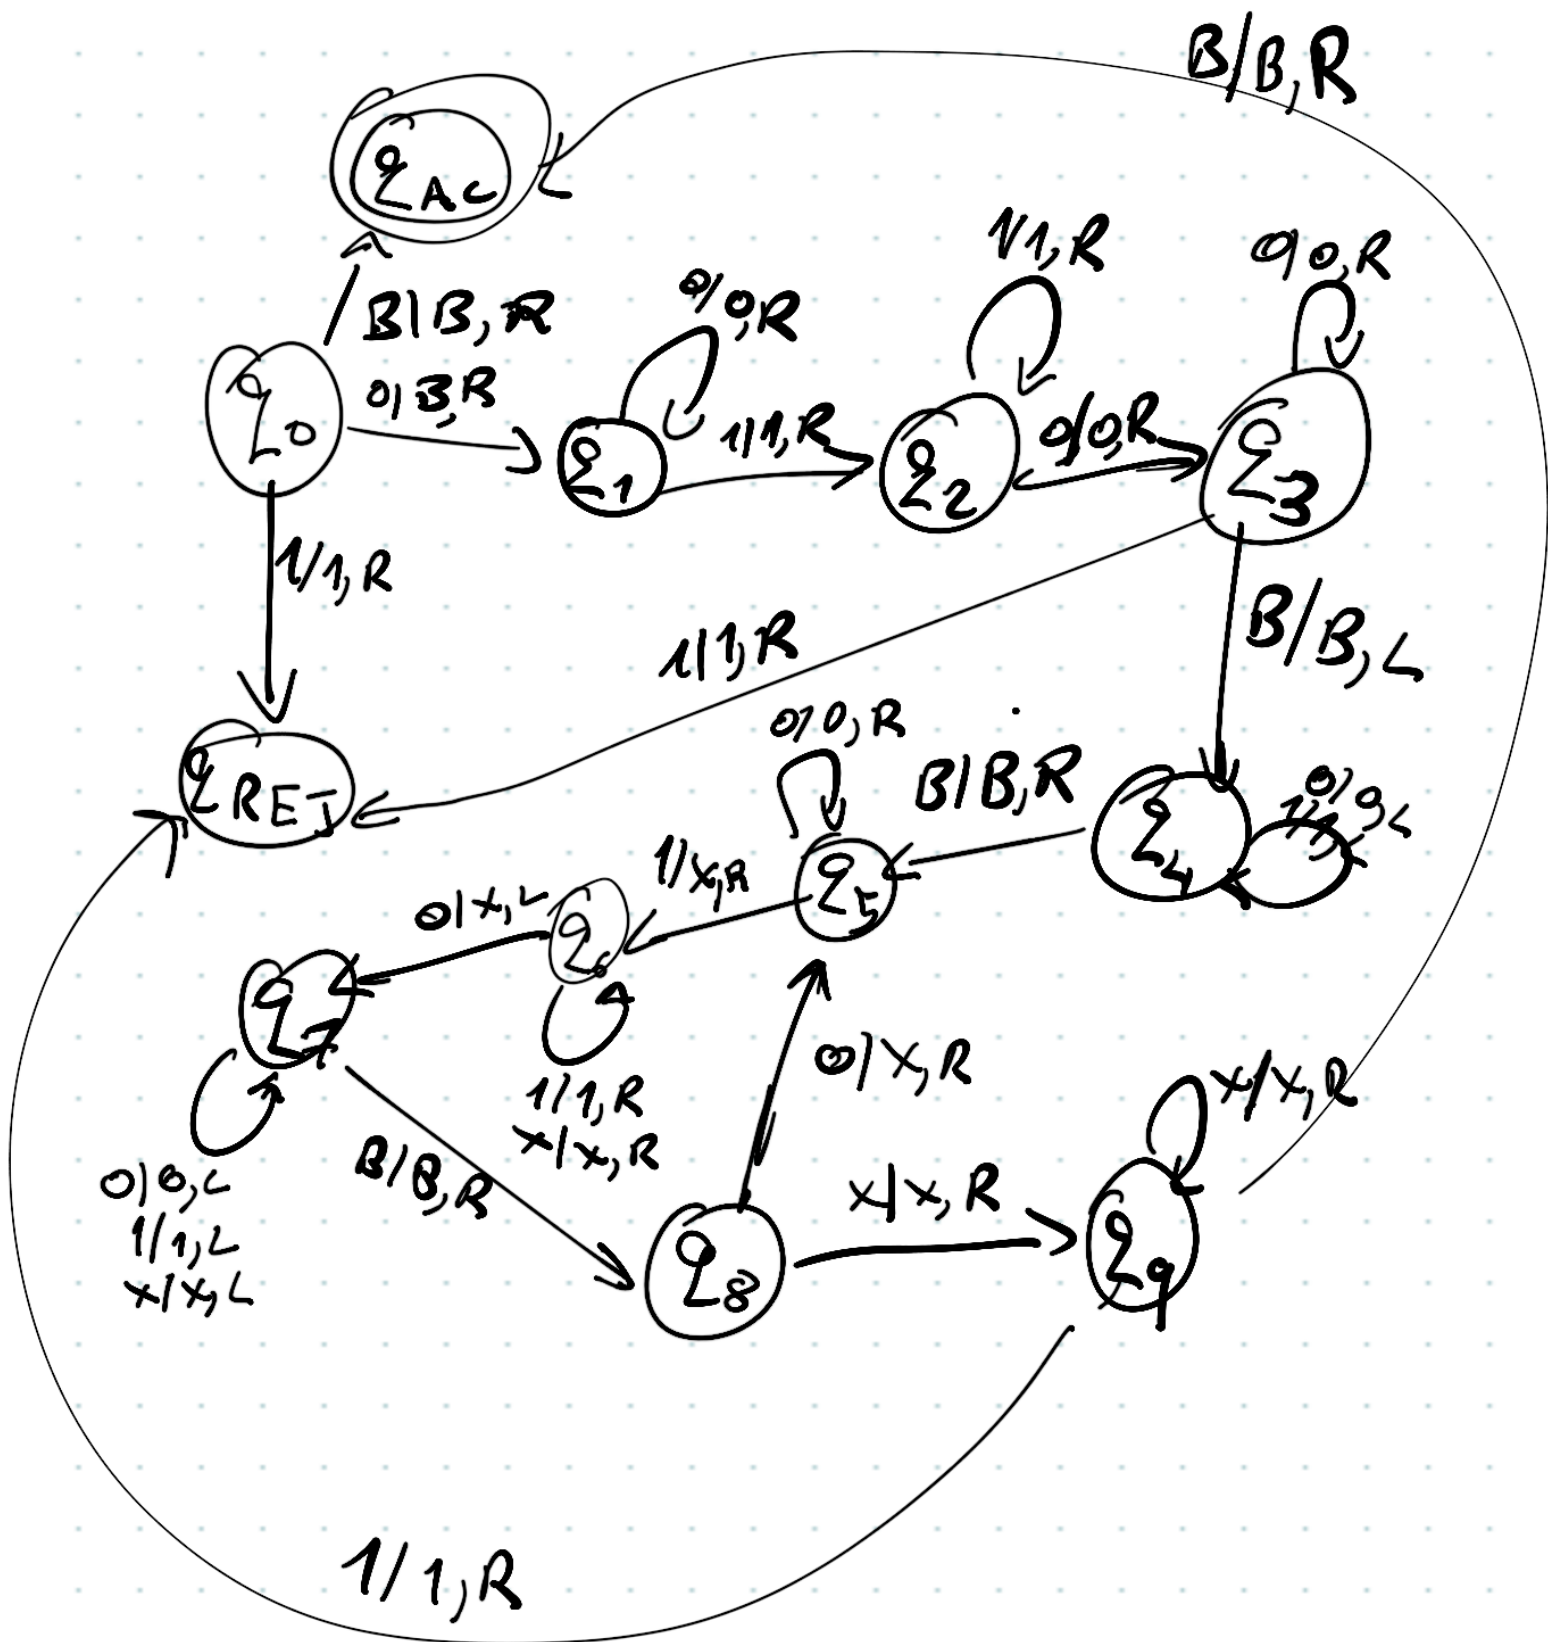 B/B,R
qAC
1/1,R
0/0,R
B/B,R
0/0,R
q0
0/B,R
q1
1/1,R
q2
0/0,R
q3
1/1,R
B/B,L
1/1,R
0/0,R
qREJ
B/B,R
q4
0/0,L
1/X,R
q5
0/X,L
q6
q7
0/X,R
1/1,R
X/X,R
X/X,R
0/0,L
1/1,L
X/X,L
B/B,R
X/X,R
q8
q9
1/1,R